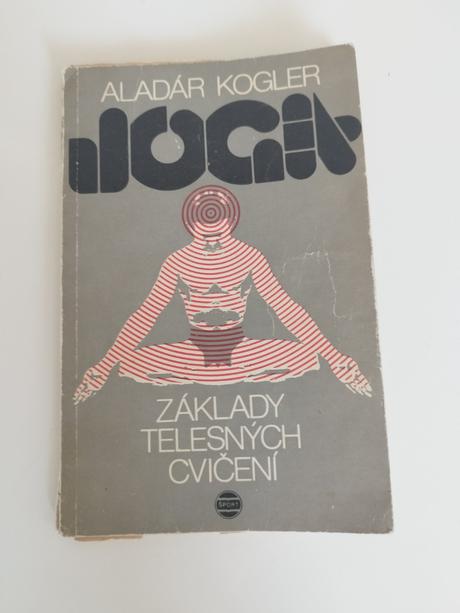 ALADÁR KOGLER
JOGA
ZÁKLADY
TELESNÝCH
CVIČENÍ
ŠPORT